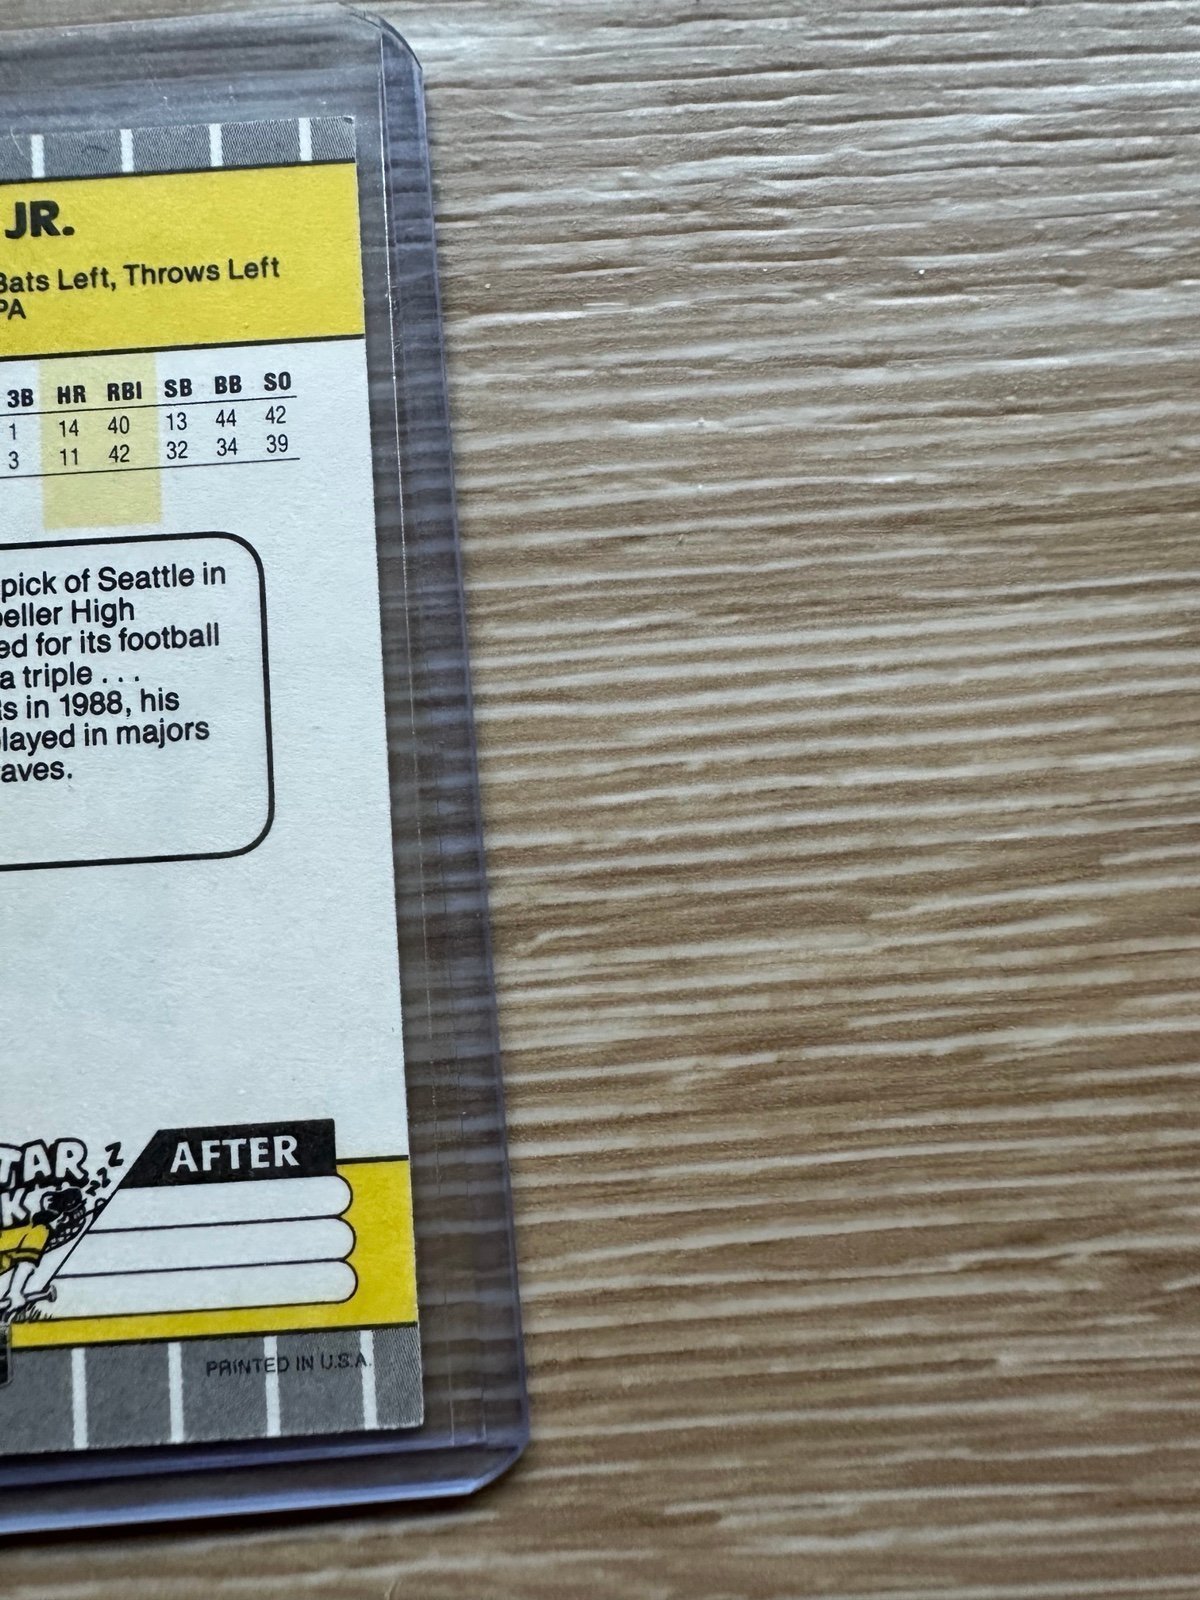 JR.
Bats Left, Throws Left
PA
3B HR RBI SB BB SO
1 14 40 13 44 42
3 11 42 32 34 39
pick of Seattle in
eller High
ed for its football
a triple . . .
ts in 1988, his
layed in majors
aves.
TAR
K
Z Z Z
AFTER
PRINTED IN U.S.A.